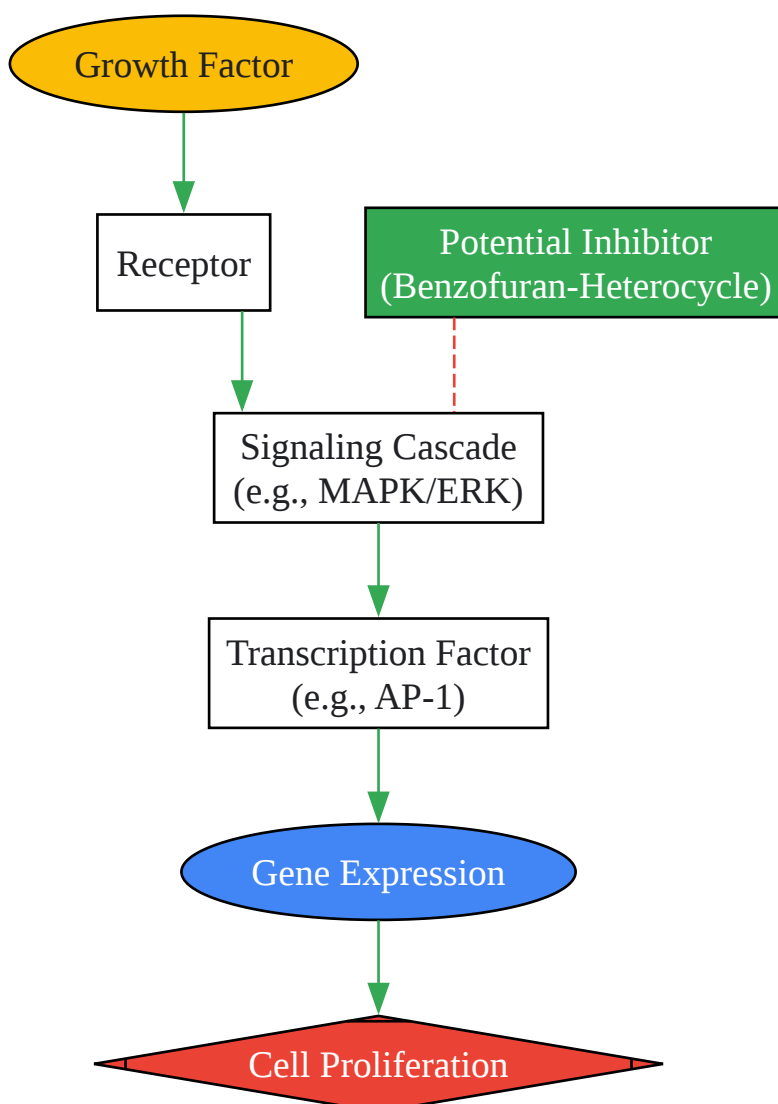 Growth Factor
Receptor
Potential Inhibitor
(Benzofuran-Heterocycle)
Signaling Cascade
(e.g., MAPK/ERK)
Transcription Factor
(e.g., AP-1)
Gene Expression
Cell Proliferation